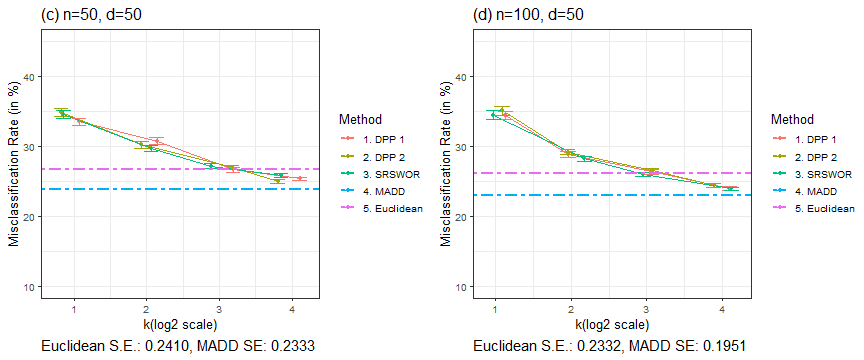 (c) n=50, d=50
Misclassification Rate (in %)
40
30
20
10
1 2 3 4
k(log2 scale)
Method
1. DPP 1
2. DPP 2
3. SRSWOR
4. MADD
5. Euclidean
Euclidean S.E.: 0.2410, MADD SE: 0.2333
(d) n=100, d=50
Misclassification Rate (in %)
40
30
20
10
1 2 3 4
k(log2 scale)
Method
1. DPP 1
2. DPP 2
3. SRSWOR
4. MADD
5. Euclidean
Euclidean S.E.: 0.2332, MADD SE: 0.1951